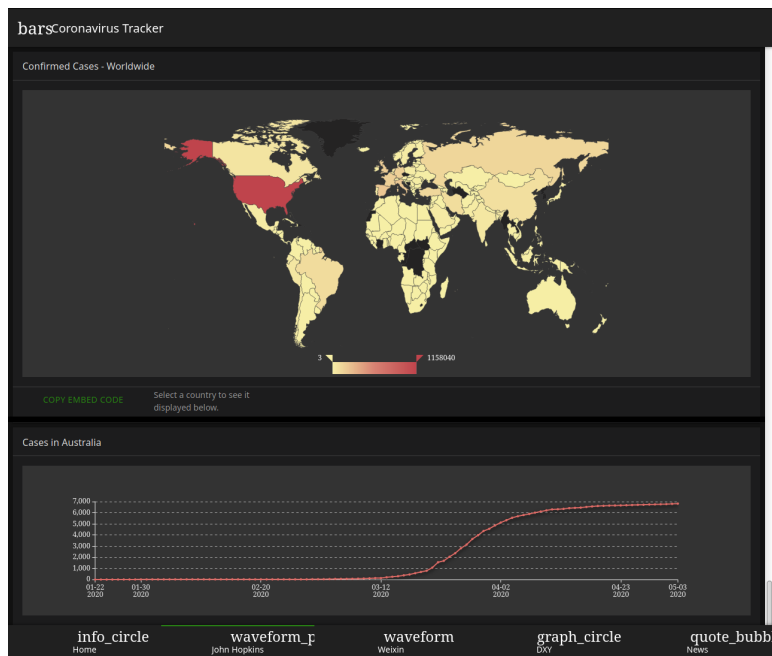 barsCoronavirus Tracker
Confirmed Cases - Worldwide
3 1158040
COPY EMBED CODE
Select a country to see it
displayed below.
Cases in Australia
7,000
6,000
5,000
4,000
3,000
2,000
1,000
0
01-22 01-30 02-20 03-12 04-02 04-23 05-03
2020 2020 2020 2020 2020 2020 2020
info_circle waveform_p waveform graph_circle quote_bubb
Home John Hopkins Weixin DXY News